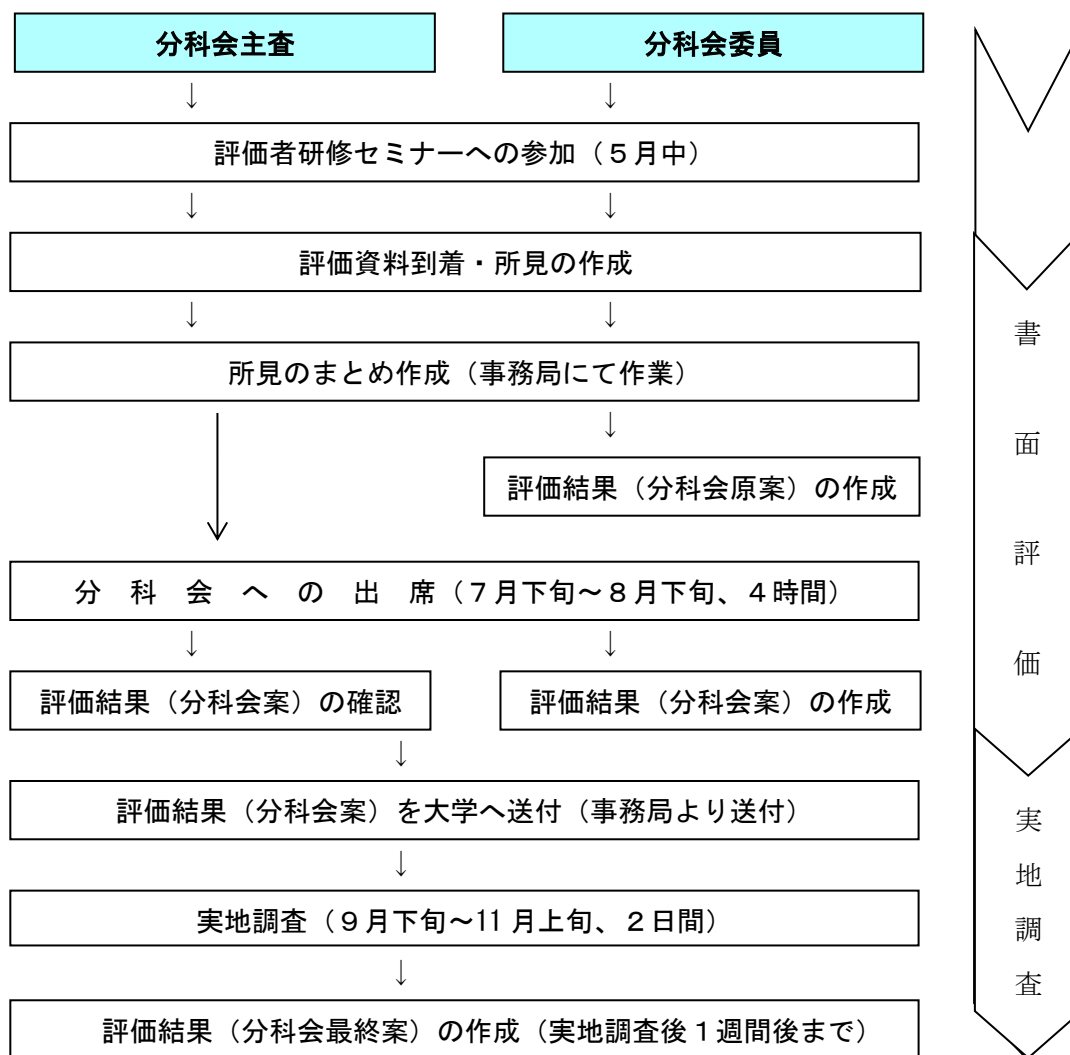 分科会主査
分科会委員
↓ ↓
評価者研修セミナーへの参加（５月中）
↓ ↓
評価資料到着・所見の作成
↓ ↓
所見のまとめ作成（事務局にて作業）
↓
評価結果（分科会原案）の作成
分科会への出席（７月下旬～８月下旬、４時間）
↓ ↓
評価結果（分科会案）の確認
評価結果（分科会案）の作成
↓
評価結果（分科会案）を大学へ送付（事務局より送付）
↓
実地調査（９月下旬～11月上旬、２日間）
↓
評価結果（分科会最終案）の作成（実地調査後１週間後まで）
書面評価
実地調査